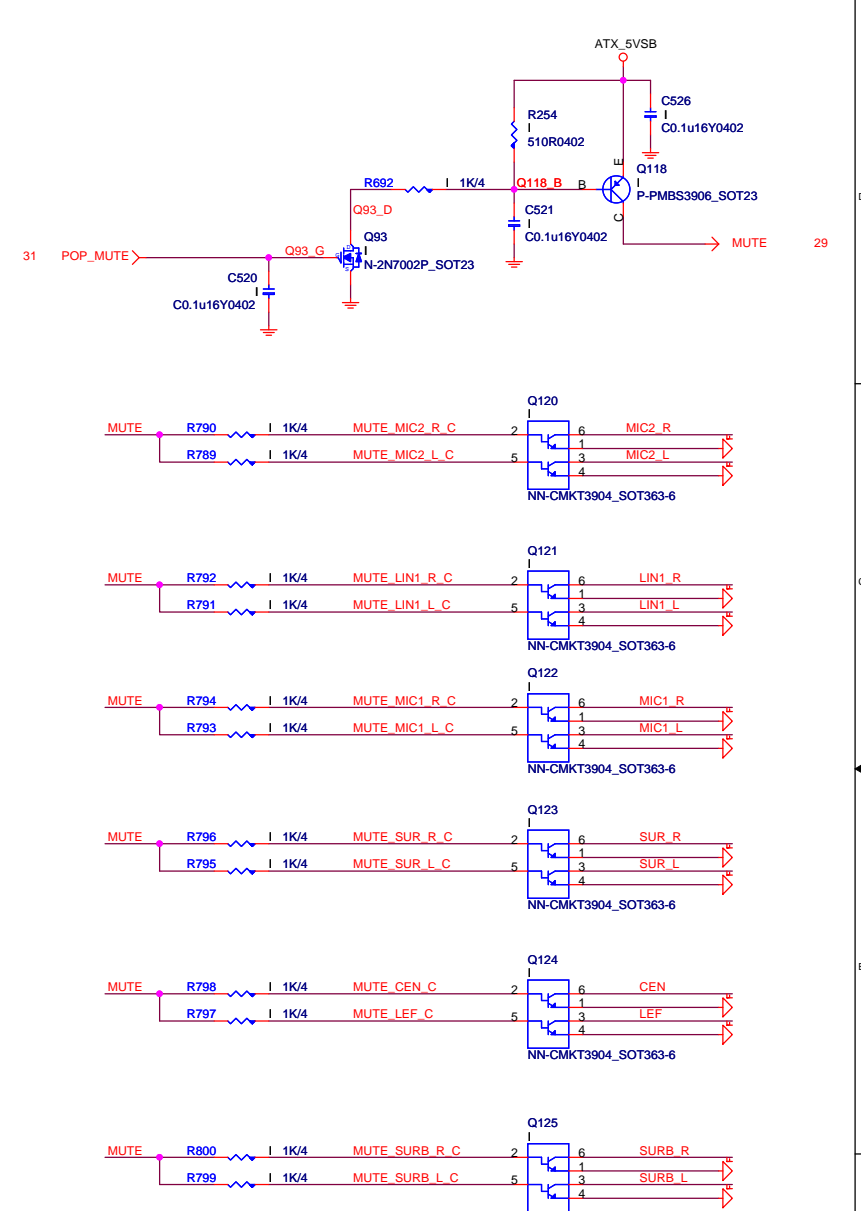 ATX_5VSB
C526
I
C0.1u16Y0402
R254
I
510R0402
E
Q118
I
P-PMBS3906_SOT23
R692
I 1K/4
Q118_B
B
C
Q93_D
C521
I
C0.1u16Y0402
MUTE 29
31 POP_MUTE
Q93_G
Q93
I
N-2N7002P_SOT23
D
G
S
C520
I
C0.1u16Y0402
Q120
I
MUTE R790 I 1K/4 MUTE_MIC2_R_C 2 6 MIC2_R
1
R789 I 1K/4 MUTE_MIC2_L_C 5 3 MIC2_L
4
NN-CMKT3904_SOT363-6
Q121
I
MUTE R792 I 1K/4 MUTE_LIN1_R_C 2 6 LIN1_R
1
R791 I 1K/4 MUTE_LIN1_L_C 5 3 LIN1_L
4
NN-CMKT3904_SOT363-6
Q122
I
MUTE R794 I 1K/4 MUTE_MIC1_R_C 2 6 MIC1_R
1
R793 I 1K/4 MUTE_MIC1_L_C 5 3 MIC1_L
4
NN-CMKT3904_SOT363-6
Q123
I
MUTE R796 I 1K/4 MUTE_SUR_R_C 2 6 SUR_R
1
R795 I 1K/4 MUTE_SUR_L_C 5 3 SUR_L
4
NN-CMKT3904_SOT363-6
Q124
I
MUTE R798 I 1K/4 MUTE_CEN_C 2 6 CEN
1
R797 I 1K/4 MUTE_LEF_C 5 3 LEF
4
NN-CMKT3904_SOT363-6
Q125
I
MUTE R800 I 1K/4 MUTE_SURB_R_C 2 6 SURB_R
1
R799 I 1K/4 MUTE_SURB_L_C 5 3 SURB_L
4